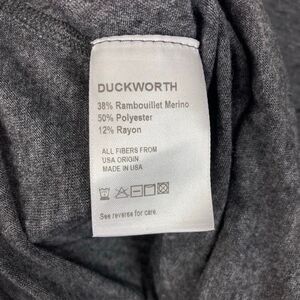 DUCKWORTH
38% Rambouillet Merino
50% Polyester
12% Rayon
ALL FIBERS FROM
USA ORIGIN
MADE IN USA
See reverse for care.